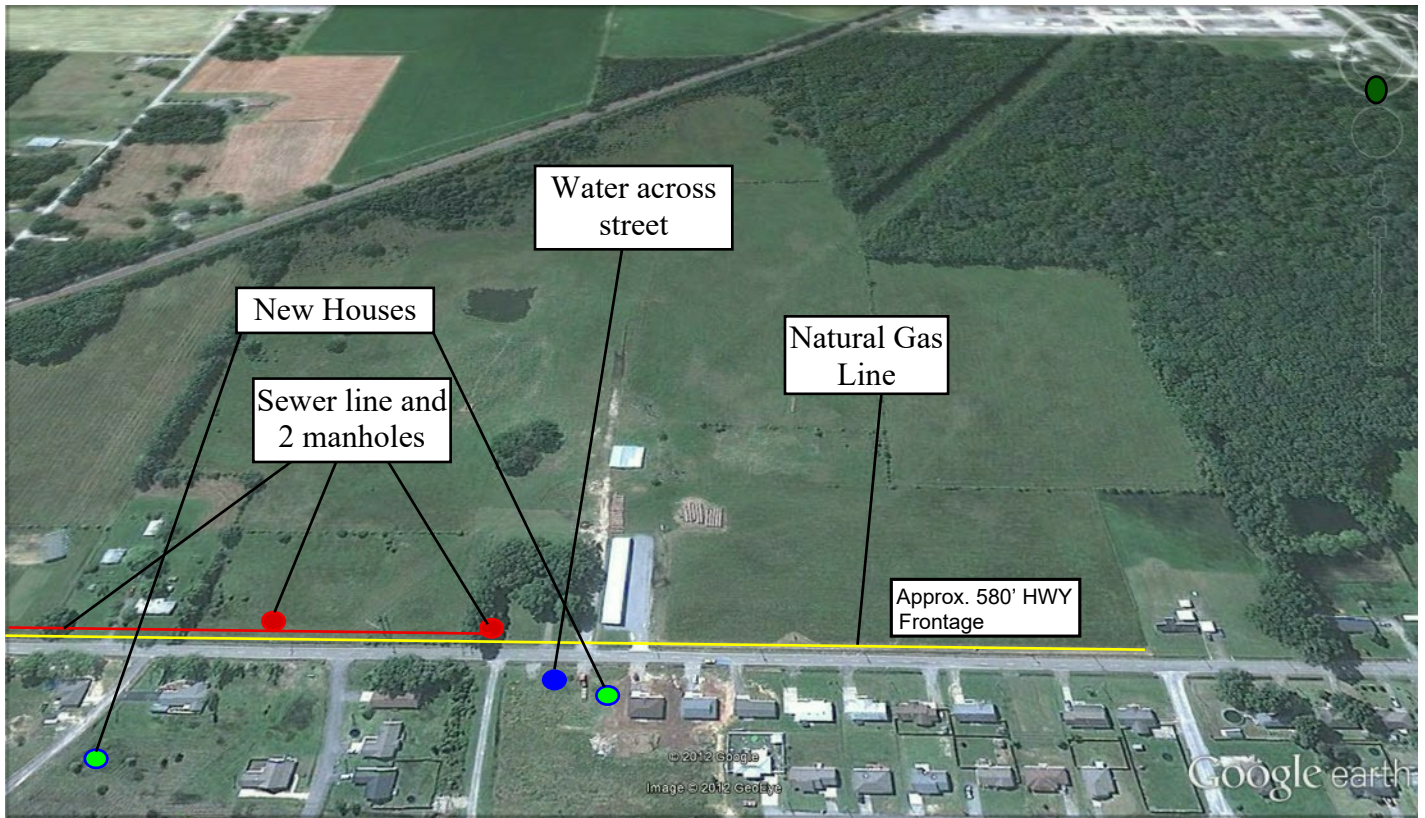 Water across
street
New Houses
Natural Gas
Line
Sewer line and
2 manholes
Approx. 580’ HWY
Frontage
© 2012 Google
Image © 2012 GeoEye
Google earth